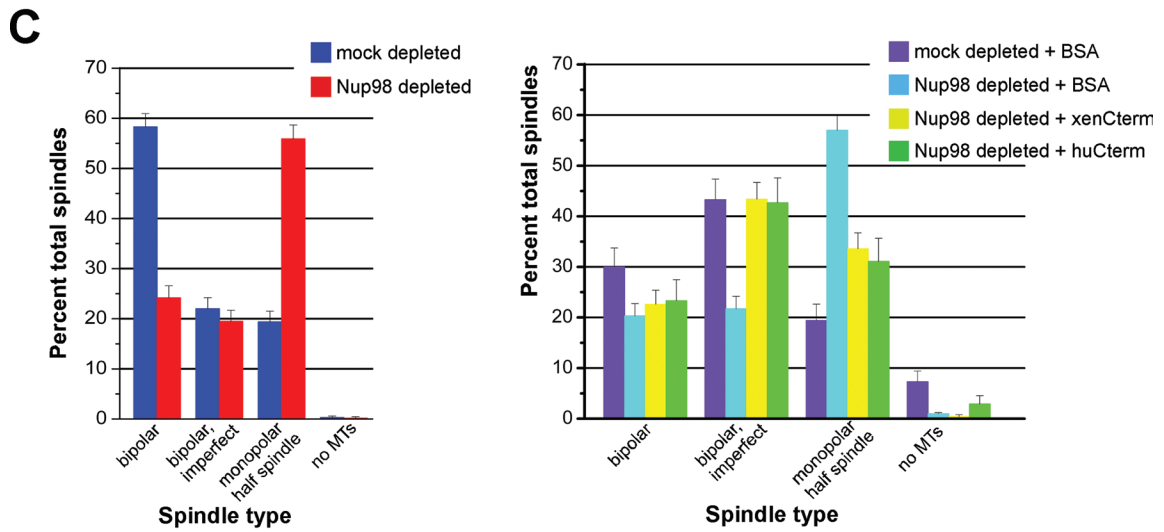 C
mock depleted
Nup98 depleted
Percent total spindles
70
60
50
40
30
20
10
0
bipolar
bipolar,
imperfect
monopolar
half spindle
no MTs
Spindle type
mock depleted + BSA
Nup98 depleted + BSA
Nup98 depleted + xenCterm
Nup98 depleted + huCterm
Percent total spindles
70
60
50
40
30
20
10
0
bipolar
bipolar,
imperfect
monopolar
half spindle
no MTs
Spindle type